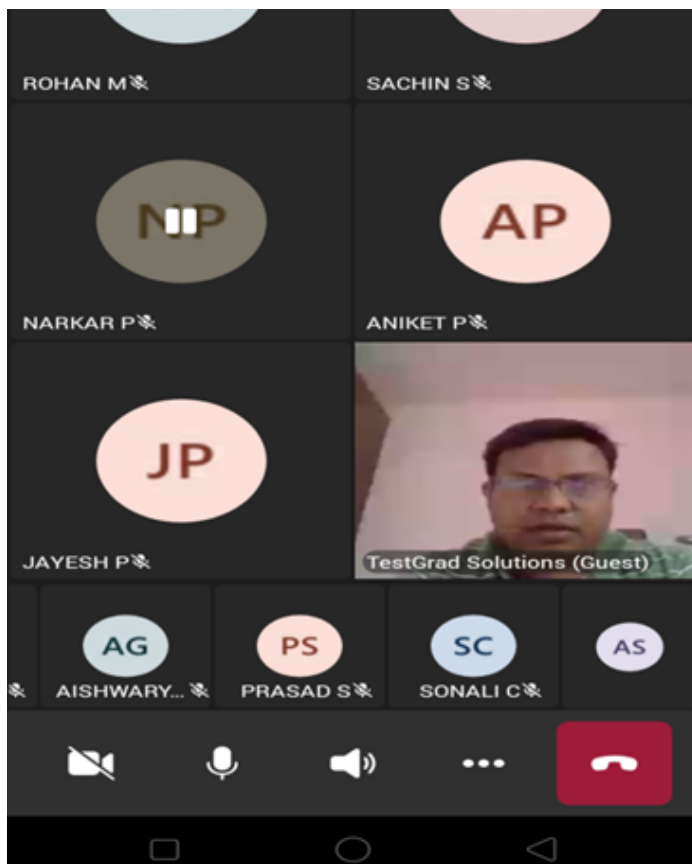 ROHAN M
SACHIN S
NP
AP
NARKAR P
ANIKET P
JP
JAYESH P
TestGrad Solutions (Guest)
AG
PS
SC
AS
AISHWARY...
PRASAD S
SONALI C